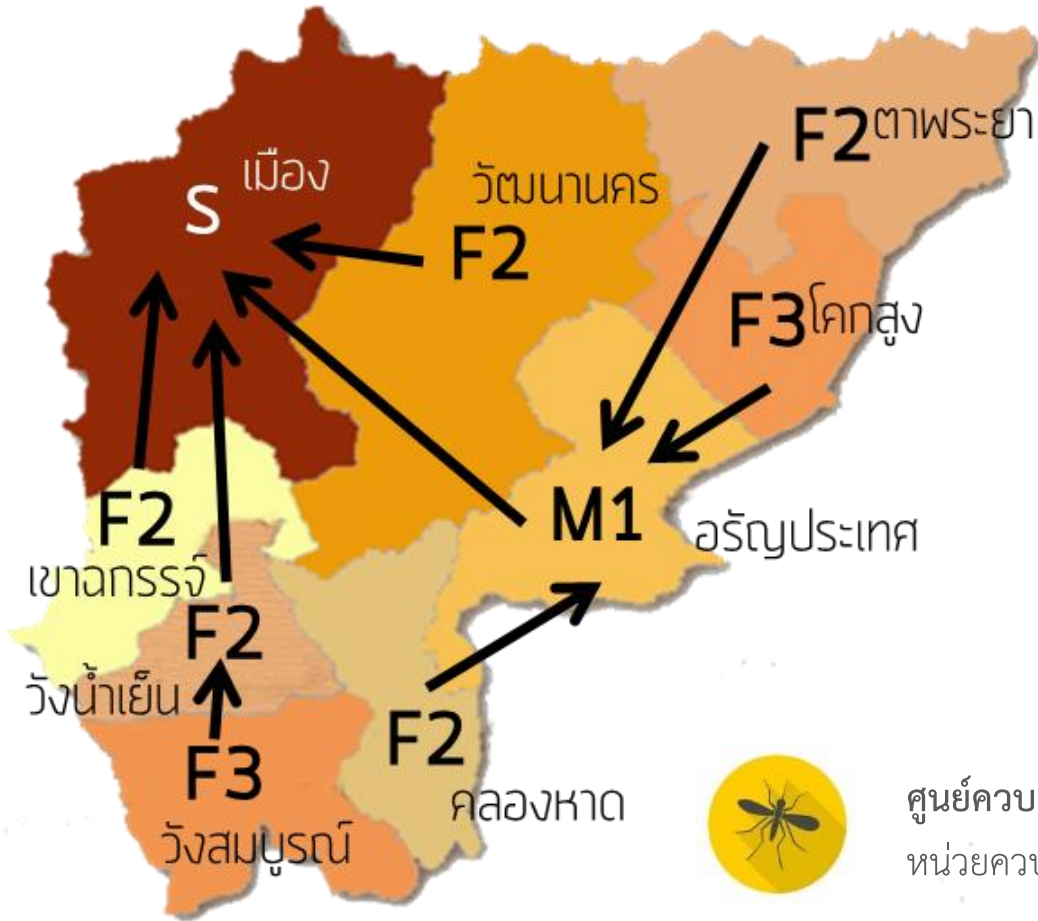 F2 ตาพระยา
S เมือง
วัฒนานคร
F2
F3 โคกสูง
M1 อรัญประเทศ
F2
เขาฉกรรจ์
F2
วังน้ำเย็น
F2
คลองหาด
F3
วังสมบูรณ์
ศูนย์ควบ
หน่วยควบ